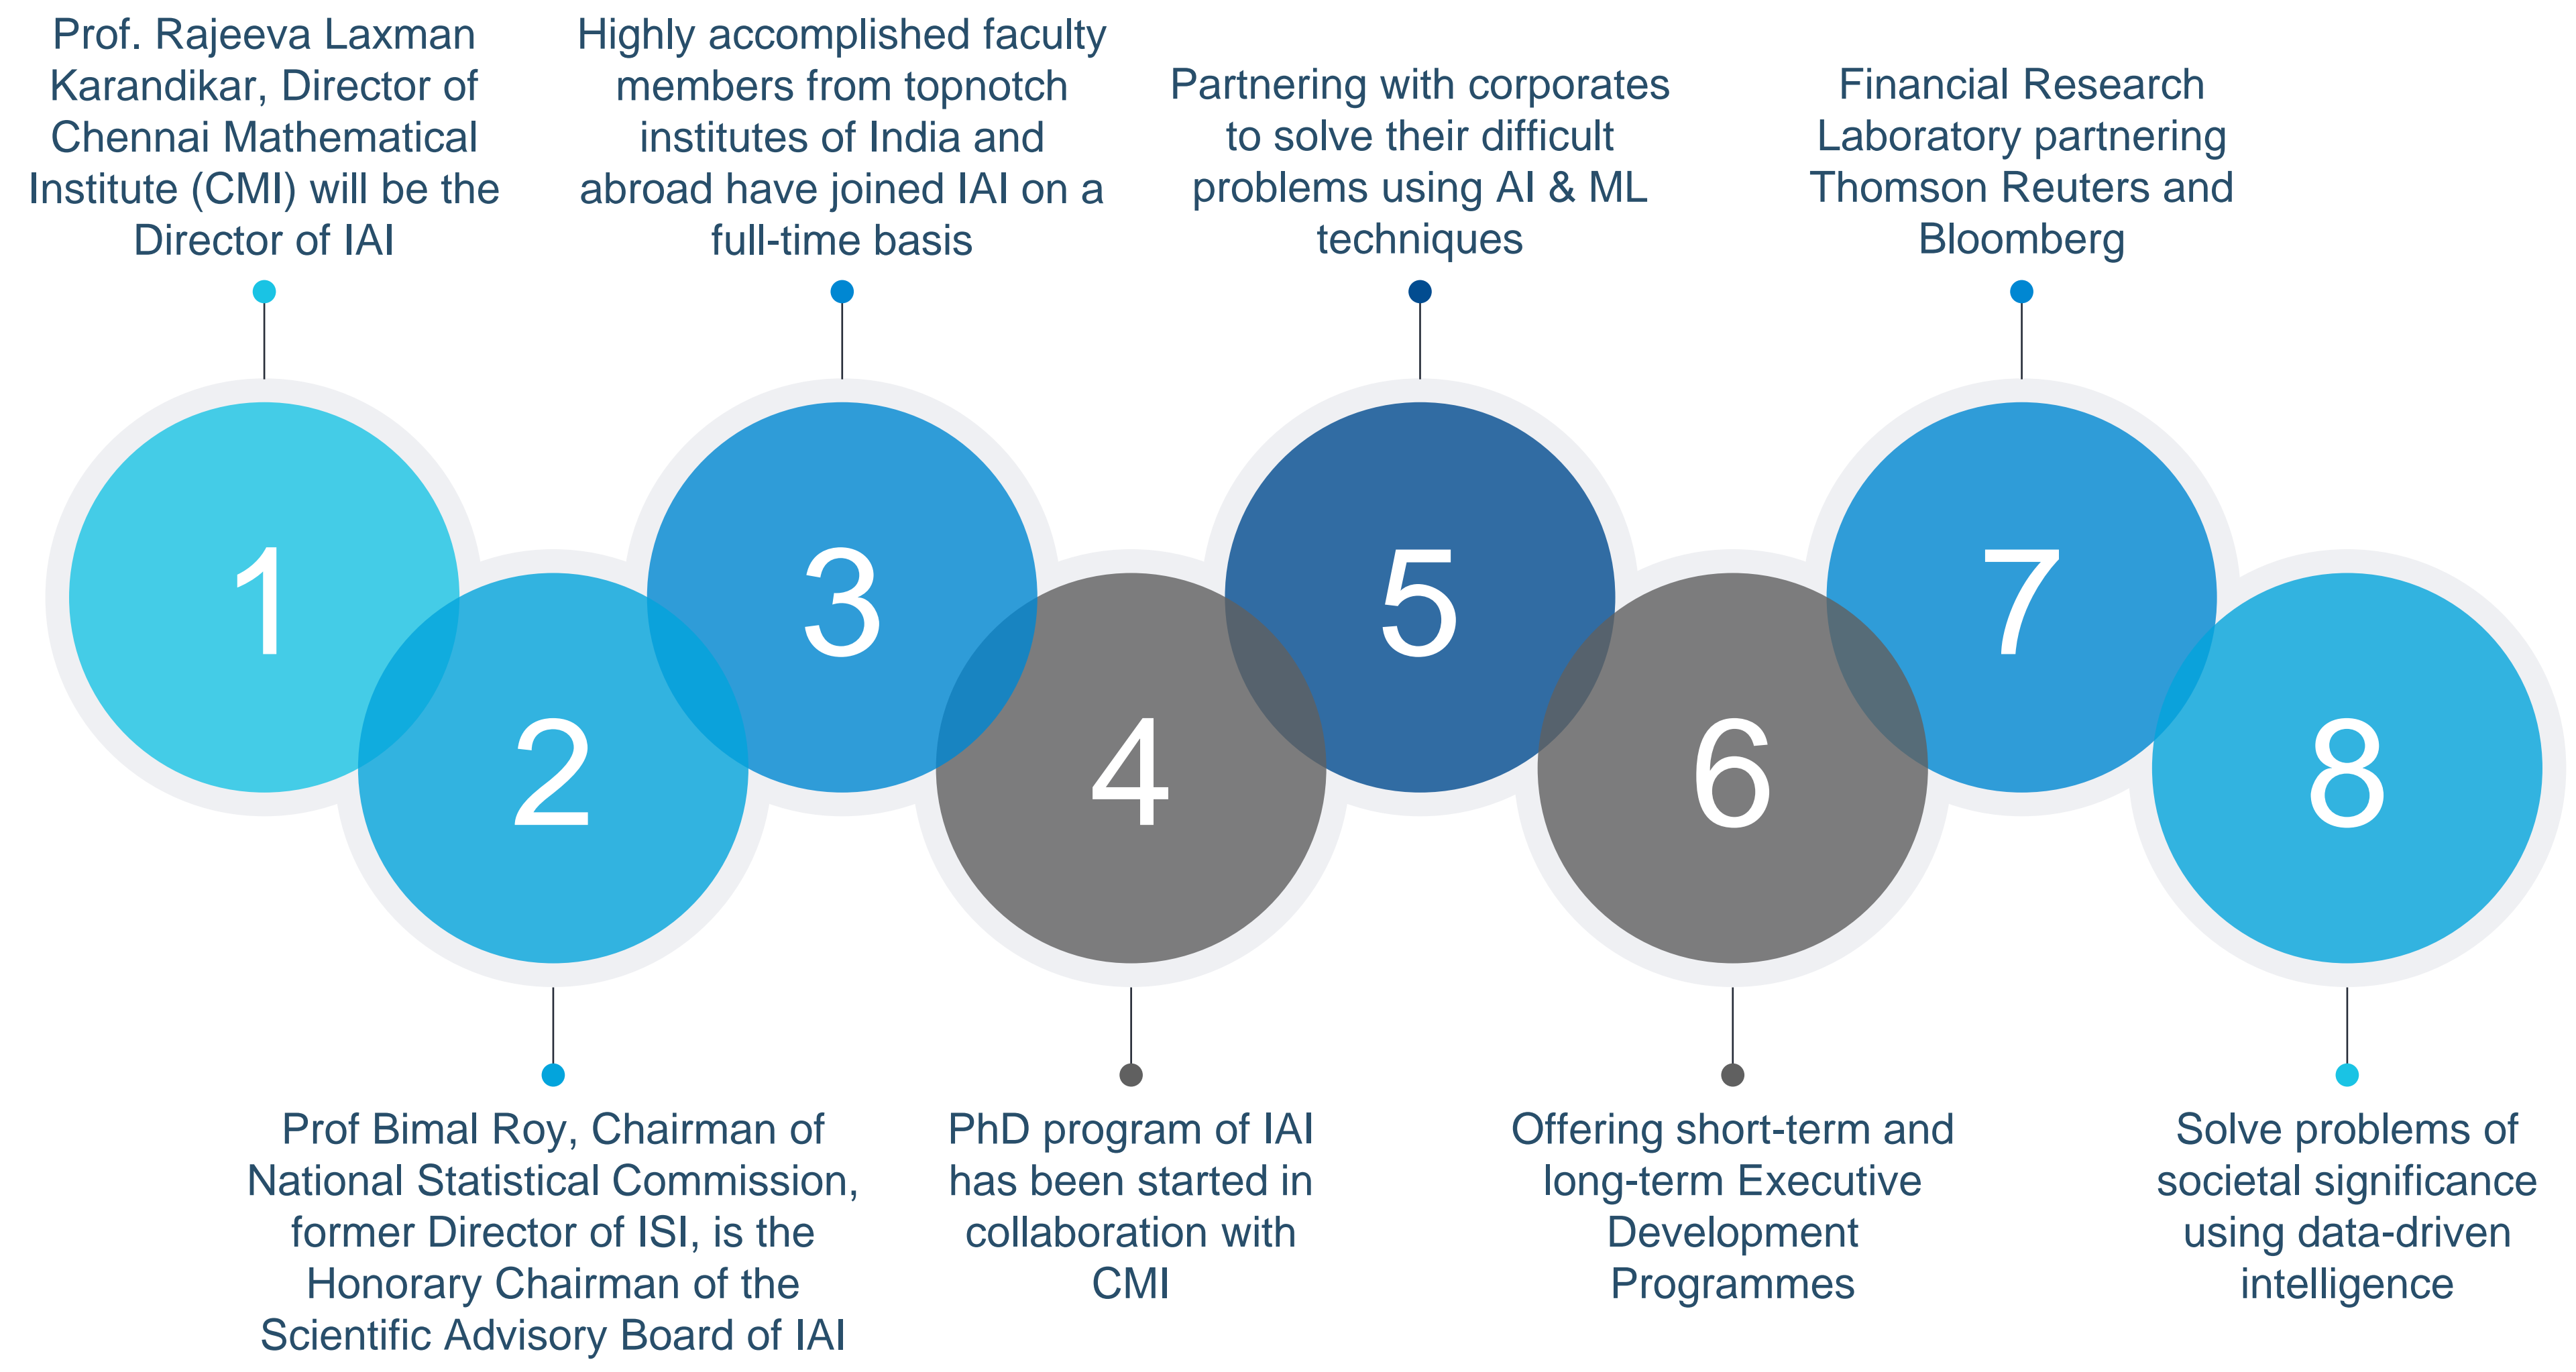 Prof. Rajeeva Laxman
Karandikar, Director of
Chennai Mathematical
Institute (CMI) will be the
Director of IAI
Highly accomplished faculty
members from topnotch
institutes of India and
abroad have joined IAI on a
full-time basis
Partnering with corporates
to solve their difficult
problems using AI & ML
techniques
Financial Research
Laboratory partnering
Thomson Reuters and
Bloomberg
1
2
3
4
5
6
7
8
Prof Bimal Roy, Chairman of
National Statistical Commission,
former Director of ISI, is the
Honorary Chairman of the
Scientific Advisory Board of IAI
PhD program of IAI
has been started in
collaboration with
CMI
Offering short-term and
long-term Executive
Development
Programmes
Solve problems of
societal significance
using data-driven
intelligence